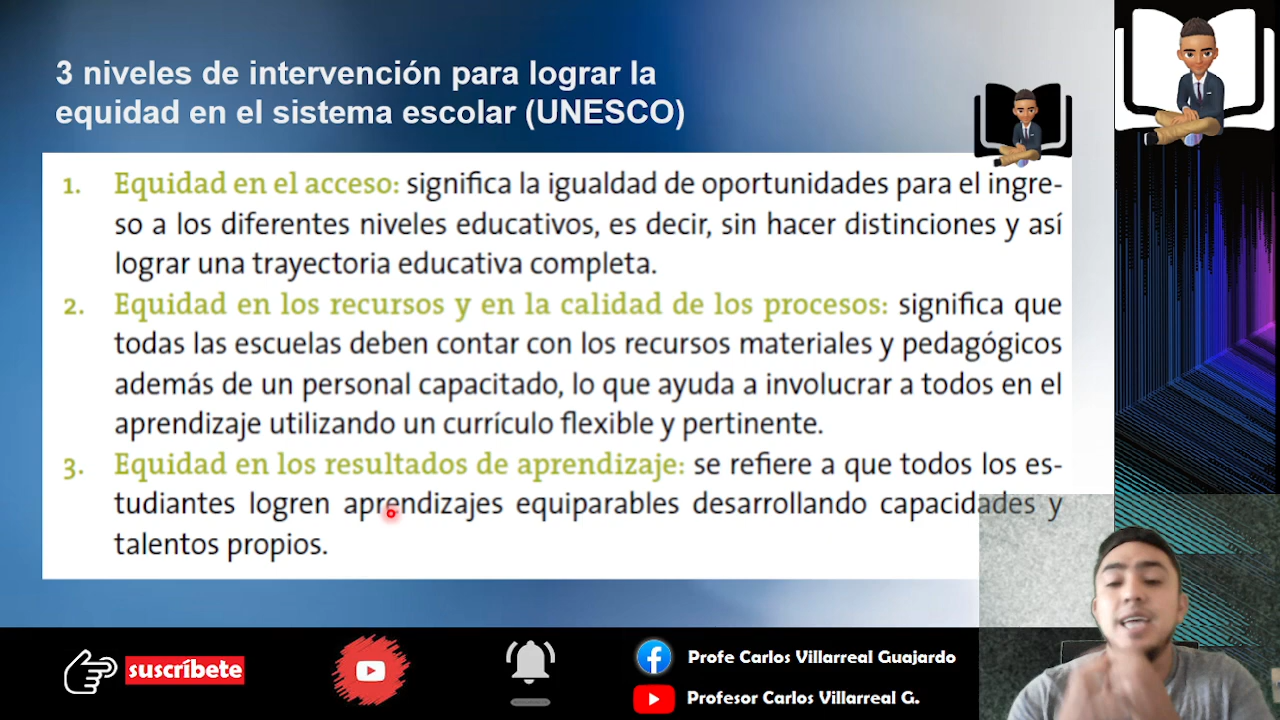 3 niveles de intervención para lograr la
equidad en el sistema escolar (UNESCO)
1. Equidad en el acceso: significa la igualdad de oportunidades para el ingre-
so a los diferentes niveles educativos, es decir, sin hacer distinciones y así
lograr una trayectoria educativa completa.
2. Equidad en los recursos y en la calidad de los procesos: significa que
todas las escuelas deben contar con los recursos materiales y pedagógicos
además de un personal capacitado, lo que ayuda a involucrar a todos en el
aprendizaje utilizando un currículo flexible y pertinente.
3. Equidad en los resultados de aprendizaje: se refiere a que todos los es-
tudiantes logren aprendizajes equiparables desarrollando capacidades y
talentos propios.
suscríbete
Profe Carlos Villarreal Guajardo
Profesor Carlos Villarreal G.